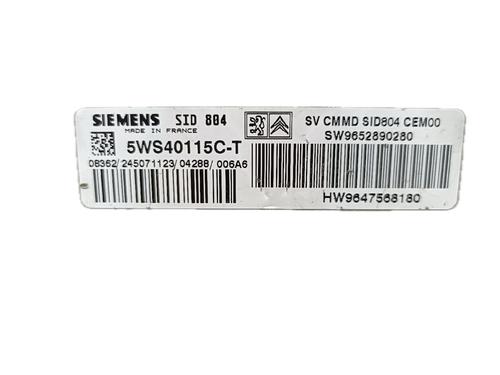 SIEMENS SID 804
MADE IN FRANCE
5WS40115C-T
08362/245071123/04288/006A6
SV CMMD SID804 CEM00
SW9652890280
HW9647568180